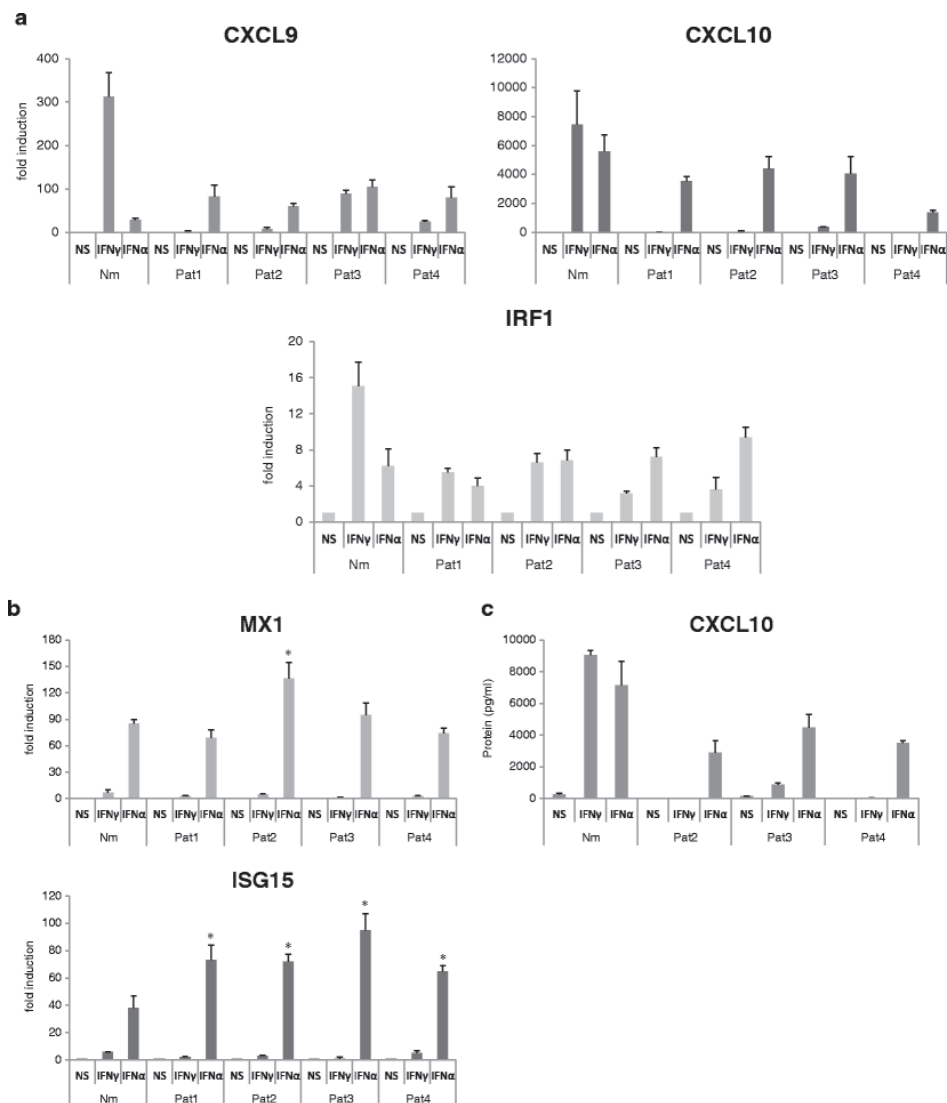 a
CXCL9
400
300
200
100
0
fold induction
NS IFNγ IFNα NS IFNγ IFNα NS IFNγ IFNα NS IFNγ IFNα NS IFNγ IFNα
Nm Pat1 Pat2 Pat3 Pat4
CXCL10
12000
10000
8000
6000
4000
2000
0
NS IFNγ IFNα NS IFNγ IFNα NS IFNγ IFNα NS IFNγ IFNα NS IFNγ IFNα
Nm Pat1 Pat2 Pat3 Pat4
IRF1
20
16
12
8
4
0
fold induction
NS IFNγ IFNα NS IFNγ IFNα NS IFNγ IFNα NS IFNγ IFNα NS IFNγ IFNα
Nm Pat1 Pat2 Pat3 Pat4
b
MX1
180
150
120
90
60
30
0
fold induction
*
NS IFNγ IFNα NS IFNγ IFNα NS IFNγ IFNα NS IFNγ IFNα NS IFNγ IFNα
Nm Pat1 Pat2 Pat3 Pat4
c
CXCL10
10000
8000
6000
4000
2000
0
Protein (pg/ml)
NS IFNγ IFNα NS IFNγ IFNα NS IFNγ IFNα NS IFNγ IFNα
Nm Pat2 Pat3 Pat4
ISG15
120
100
80
60
40
20
0
fold induction
* * * *
NS IFNγ IFNα NS IFNγ IFNα NS IFNγ IFNα NS IFNγ IFNα NS IFNγ IFNα
Nm Pat1 Pat2 Pat3 Pat4